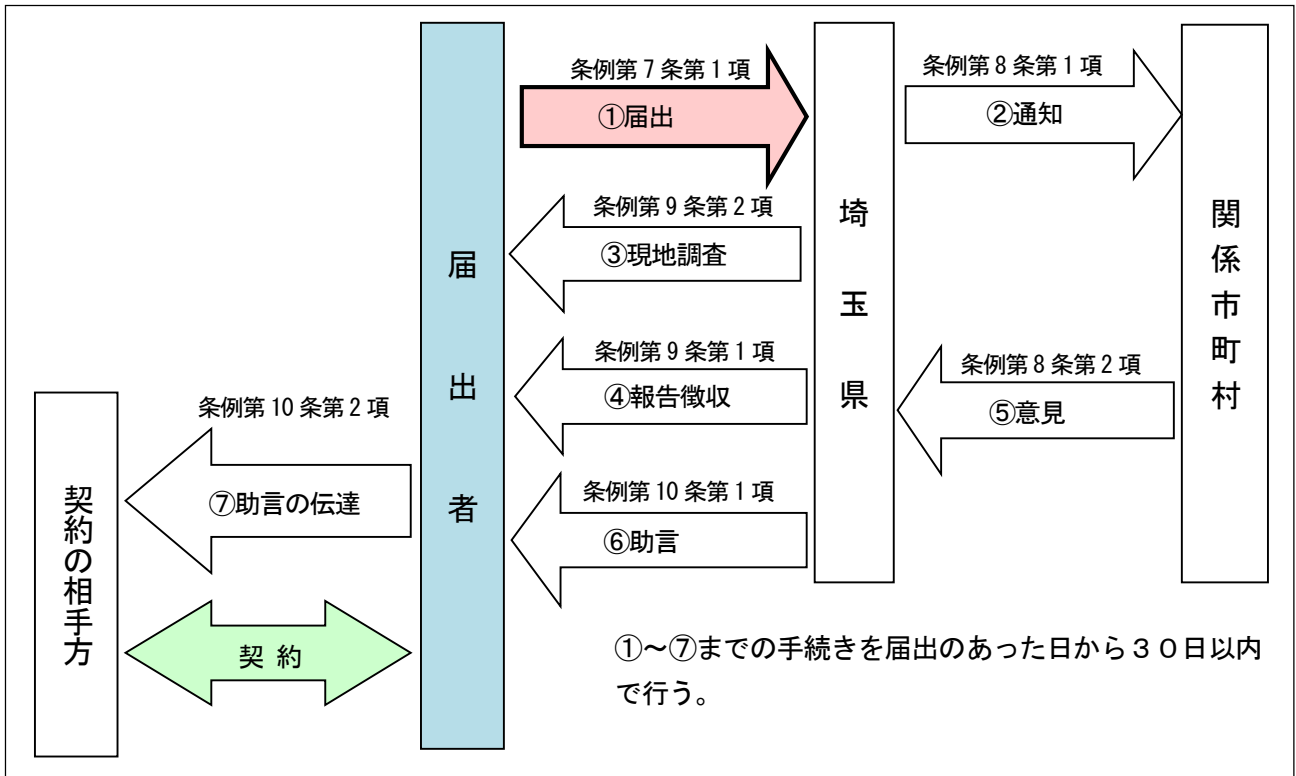 条例第7条第1項
①届出
条例第8条第1項
②通知
条例第9条第2項
③現地調査
条例第9条第1項
④報告徴収
条例第8条第2項
⑤意見
条例第10条第1項
⑥助言
条例第10条第2項
⑦助言の伝達
契約
契約の相手方
届出者
埼玉県
関係市町村
①～⑦までの手続きを届出のあった日から３０日以内
で行う。